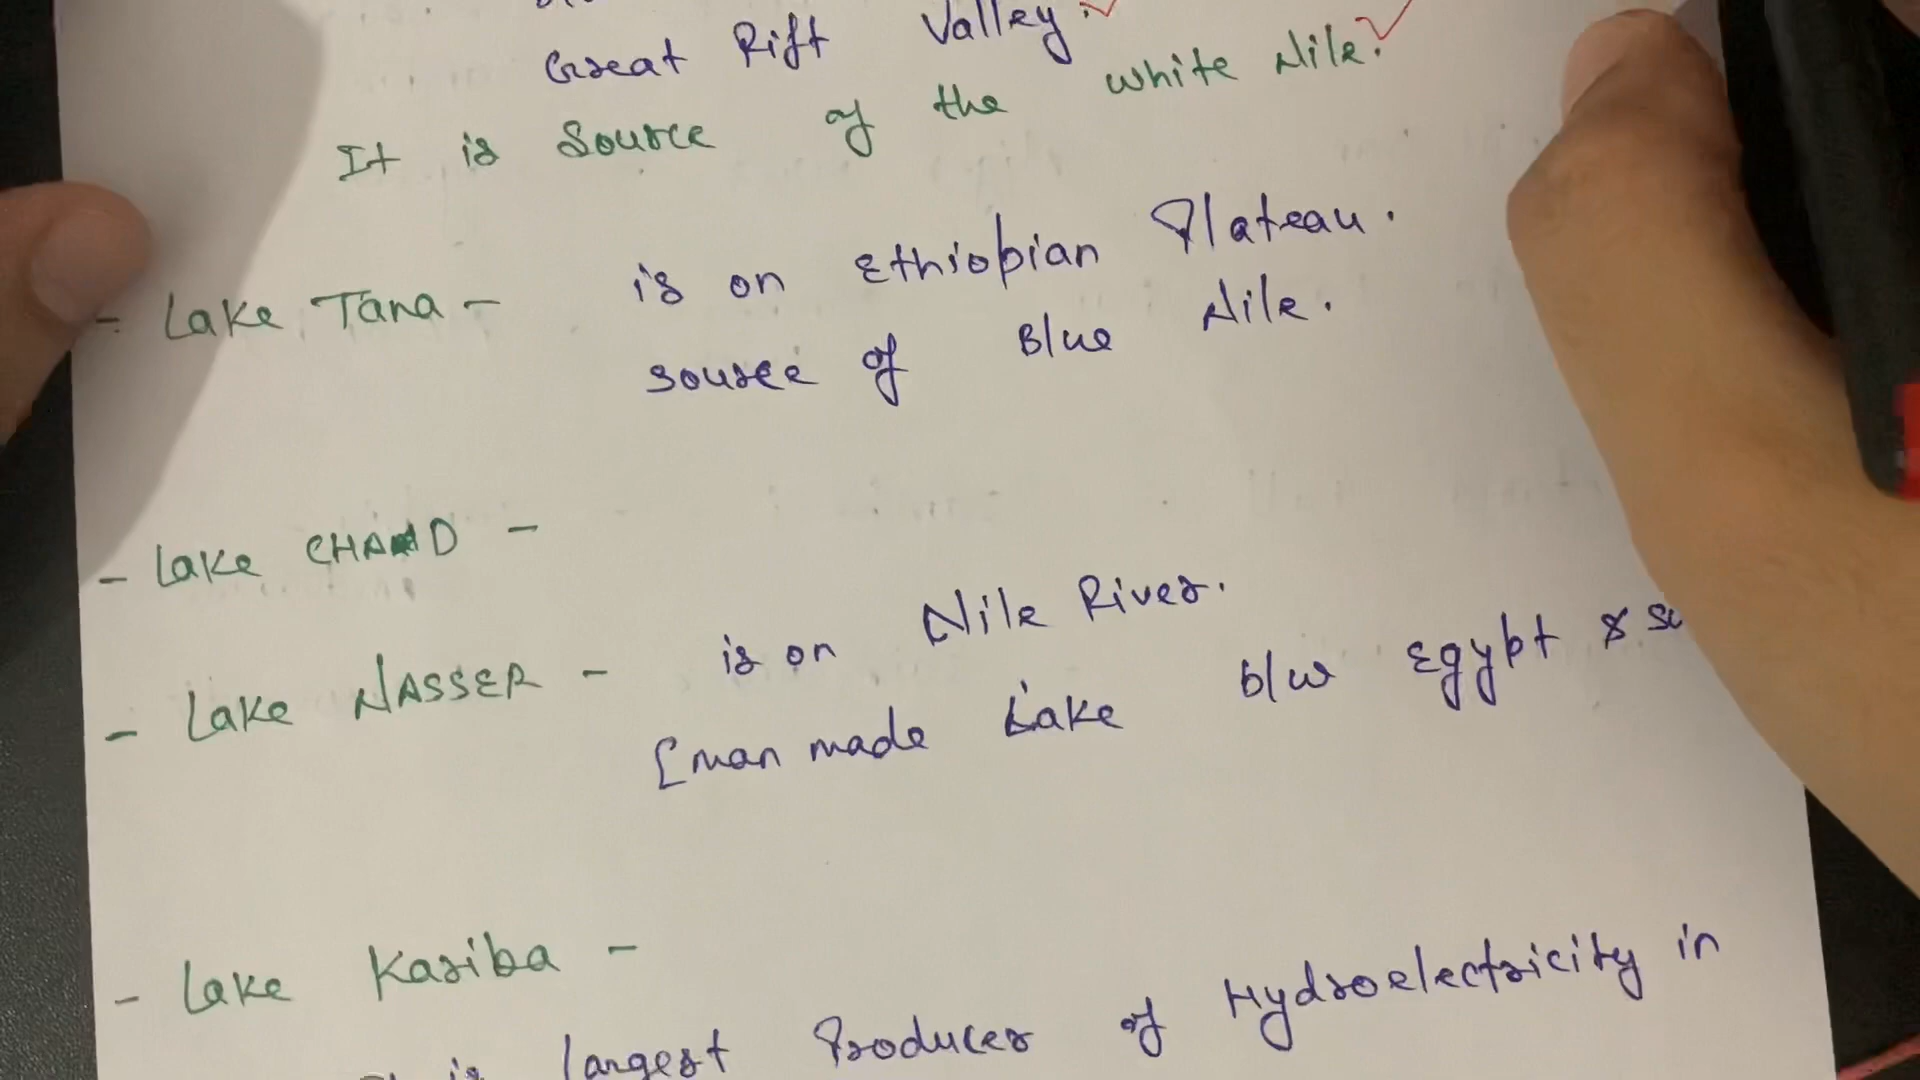 Great Rift Valley.
It is Source of the white Nile.
- Lake Tana - is on Ethiopian Plateau.
source of Blue Nile.
- Lake CHAD -
- Lake NASSER - is on Nile River.
[man made Lake b/w Egypt &
- Lake Kariba -
It is largest Producer of Hydroelectricity in